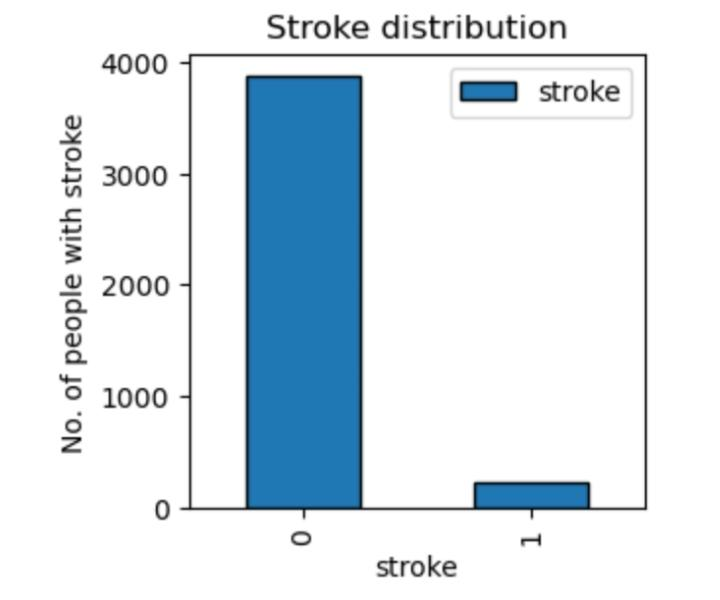 Stroke distribution
stroke
No. of people with stroke
4000
3000
2000
1000
0
0
1
stroke